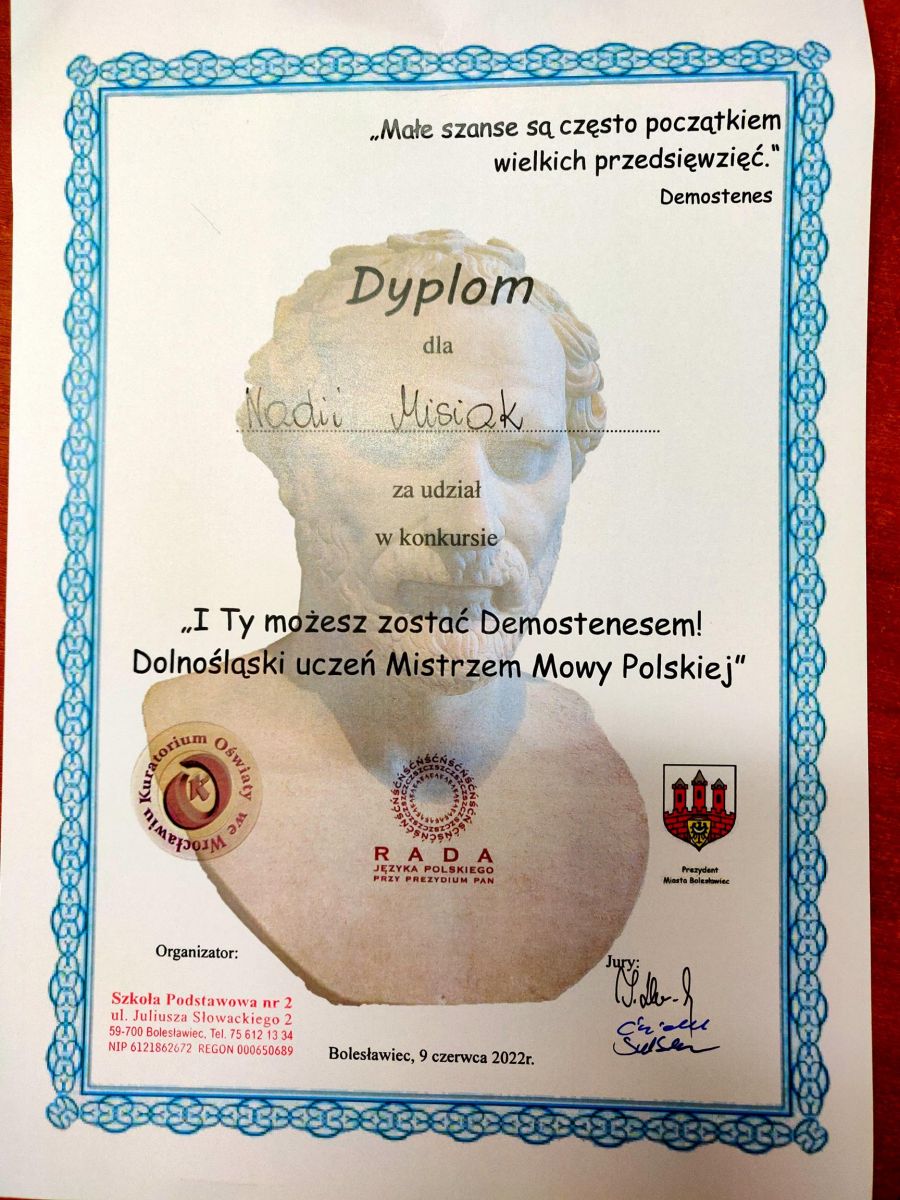 „Małe szanse są często początkiem
wielkich przedsięwzięć.“
Demostenes
Dyplom
dla
Nadii Misiak
za udział
w konkursie
„I Ty możesz zostać Demostenesem!
Dolnośląski uczeń Mistrzem Mowy Polskiej”
Kuratorium Oświaty we Wrocławiu
RADA
JĘZYKA POLSKIEGO
PRZY PREZYDIUM PAN
Prezydent
Miasta Bolesławiec
Organizator:
Jury:
Szkoła Podstawowa nr 2
ul. Juliusza Słowackiego 2
59-700 Bolesławiec, Tel. 75 612 13 34
NIP 6121862672 REGON 000650689
Bolesławiec, 9 czerwca 2022r.